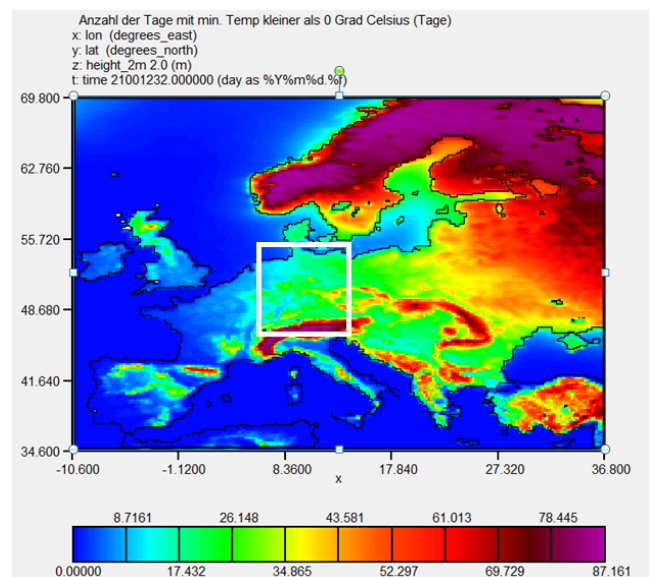 Anzahl der Tage mit min. Temp kleiner als 0 Grad Celsius (Tage)
x: lon (degrees_east)
y: lat (degrees_north)
z: height_2m 2.0 (m)
t: time 21001232.000000 (day as %Y%m%d.%f)
69.800
62.760
55.720
48.680
41.640
34.600
-10.600 -1.1200 8.3600 17.840 27.320 36.800
x
8.7161 26.148 43.581 61.013 78.445
0.00000 17.432 34.865 52.297 69.729 87.161